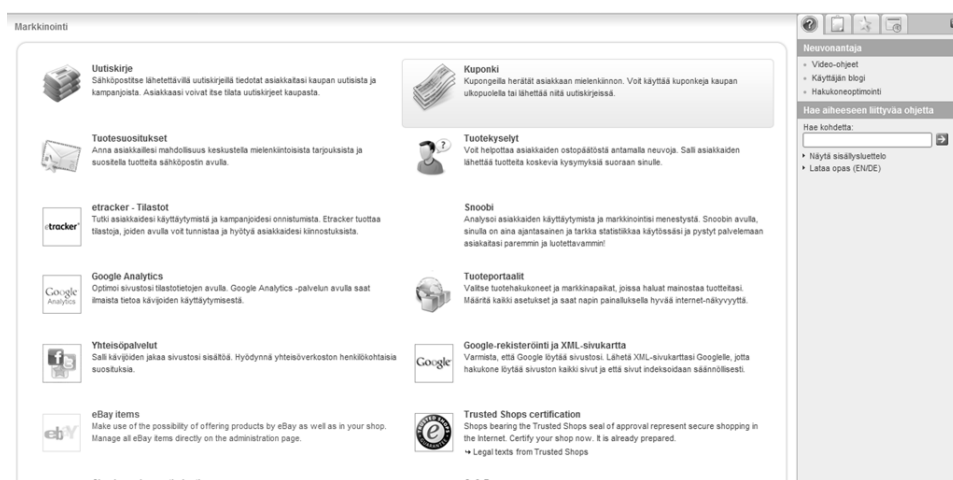 Markkinointi
Uutiskirje
Sähköpostitse lähetettävillä uutiskirjeillä tiedotat asiakkaitasi kaupan uutisista ja
kampanjoista. Asiakkaasi voivat itse tilata uutiskirjeet kaupasta.
Kuponki
Kupongeilla herätät asiakkaan mielenkiinnon. Voit käyttää kuponkeja kaupan
ulkopuolella tai lähettää niitä uutiskirjeissä.
Tuotesuositukset
Anna asiakkaillesi mahdollisuus keskustella mielenkiintoisista tarjouksista ja
suositella tuotteita sähköpostin avulla.
Tuotekyselyt
Voit helpottaa asiakkaiden ostopäätöstä antamalla neuvoja. Salli asiakkaiden
lähettää tuotteita koskevia kysymyksiä suoraan sinulle.
etracker
etracker - Tilastot
Tutki asiakkaidesi käyttäytymistä ja kampanjoidesi onnistumista. Etracker tuottaa
tilastoja, joiden avulla voit tunnistaa ja hyötyä asiakkaidesi kiinnostuksista.
Snoobi
Analysoi asiakkaiden käyttäytymista ja markkinointisi menestystä. Snoobin avulla,
sinulla on aina ajantasainen ja tarkka statistiikkaa käytössäsi ja pystyt palvelemaan
asiakaitasi paremmin ja luotettavammin!
Google
Analytics
Google Analytics
Optimoi sivustosi tilastotietojen avulla. Google Analytics -palvelun avulla saat
ilmaista tietoa kävijöiden käyttäytymisestä.
Tuoteportaalit
Valitse tuotehakukoneet ja markkinapaikat, joissa haluat mainostaa tuotteitasi.
Määritä kaikki asetukset ja saat napin painalluksella hyvää internet-näkyvyyttä.
Yhteisöpalvelut
Salli kävijöiden jakaa sivustosi sisältöä. Hyödynnä yhteisöverkoston henkilökohtaisia
suosituksia.
Google
Google-rekisteröinti ja XML-sivukartta
Varmista, että Google löytää sivustosi. Lähetä XML-sivukarttasi Googlelle, jotta
hakukone löytää sivuston kaikki sivut ja että sivut indeksoidaan säännöllisesti.
ebY
eBay items
Make use of the possibility of offering products by eBay as well as in your shop.
Manage all eBay items directly on the administration page.
Trusted Shops certification
Shops bearing the Trusted Shops seal of approval represent secure shopping in
the Internet. Certify your shop now. It is already prepared.
Legal texts from Trusted Shops
Neuvonantaja
Video-ohjeet
Käyttäjän blogi
Hakukoneoptimointi
Hae aiheeseen liittyvää ohjetta
Hae kohdetta:
Näytä sisällysluettelo
Lataa opas (EN/DE)